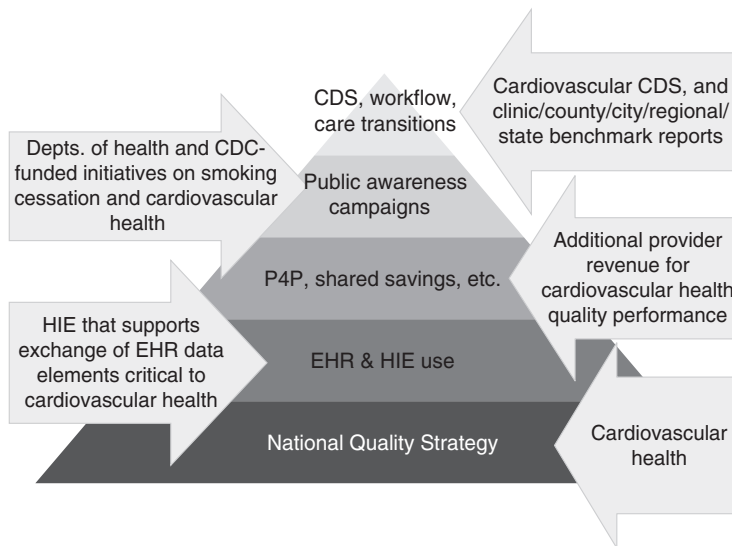 CDS, workflow,
care transitions
Cardiovascular CDS, and
clinic/county/city/regional/
state benchmark reports
Depts. of health and CDC-
funded initiatives on smoking
cessation and cardiovascular
health
Public awareness
campaigns
Additional provider
revenue for
cardiovascular health
quality performance
P4P, shared savings, etc.
HIE that supports
exchange of EHR data
elements critical to
cardiovascular health
EHR & HIE use
National Quality Strategy
Cardiovascular
health